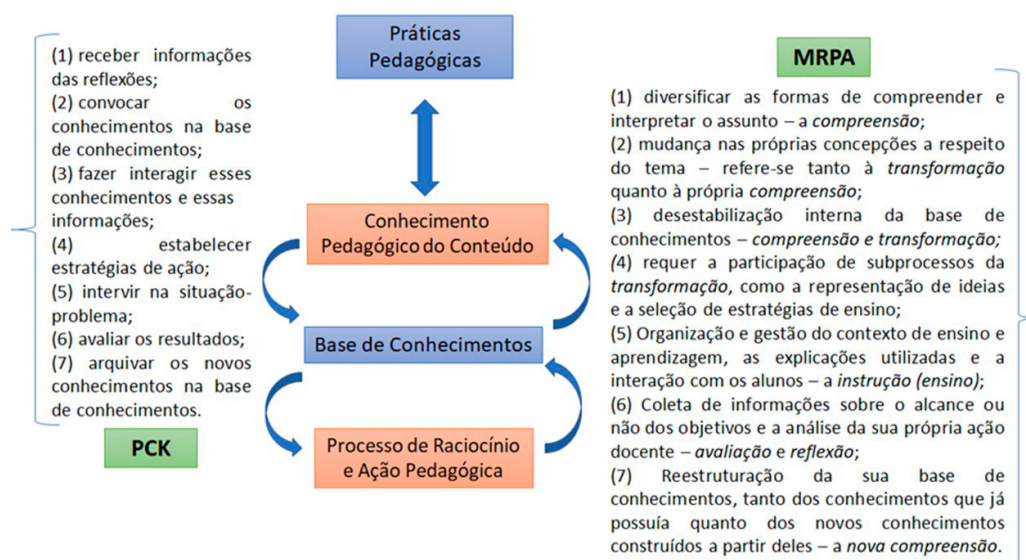 (1) receber informações
das reflexões;
(2) convocar os
conhecimentos na base
de conhecimentos;
(3) fazer interagir esses
conhecimentos e essas
informações;
(4) estabelecer
estratégias de ação;
(5) intervir na situação-
problema;
(6) avaliar os resultados;
(7) arquivar os novos
conhecimentos na base
de conhecimentos.
PCK
Práticas
Pedagógicas
Conhecimento
Pedagógico do Conteúdo
Base de Conhecimentos
Processo de Raciocínio
e Ação Pedagógica
MRPA
(1) diversificar as formas de compreender e
interpretar o assunto – a compreensão;
(2) mudança nas próprias concepções a respeito
do tema – refere-se tanto à transformação
quanto à própria compreensão;
(3) desestabilização interna da base de
conhecimentos – compreensão e transformação;
(4) requer a participação de subprocessos da
transformação, como a representação de ideias
e a seleção de estratégias de ensino;
(5) Organização e gestão do contexto de ensino e
aprendizagem, as explicações utilizadas e a
interação com os alunos – a instrução (ensino);
(6) Coleta de informações sobre o alcance ou
não dos objetivos e a análise da sua própria ação
docente – avaliação e reflexão;
(7) Reestruturação da sua base de
conhecimentos, tanto dos conhecimentos que já
possuía quanto dos novos conhecimentos
construídos a partir deles – a nova compreensão.